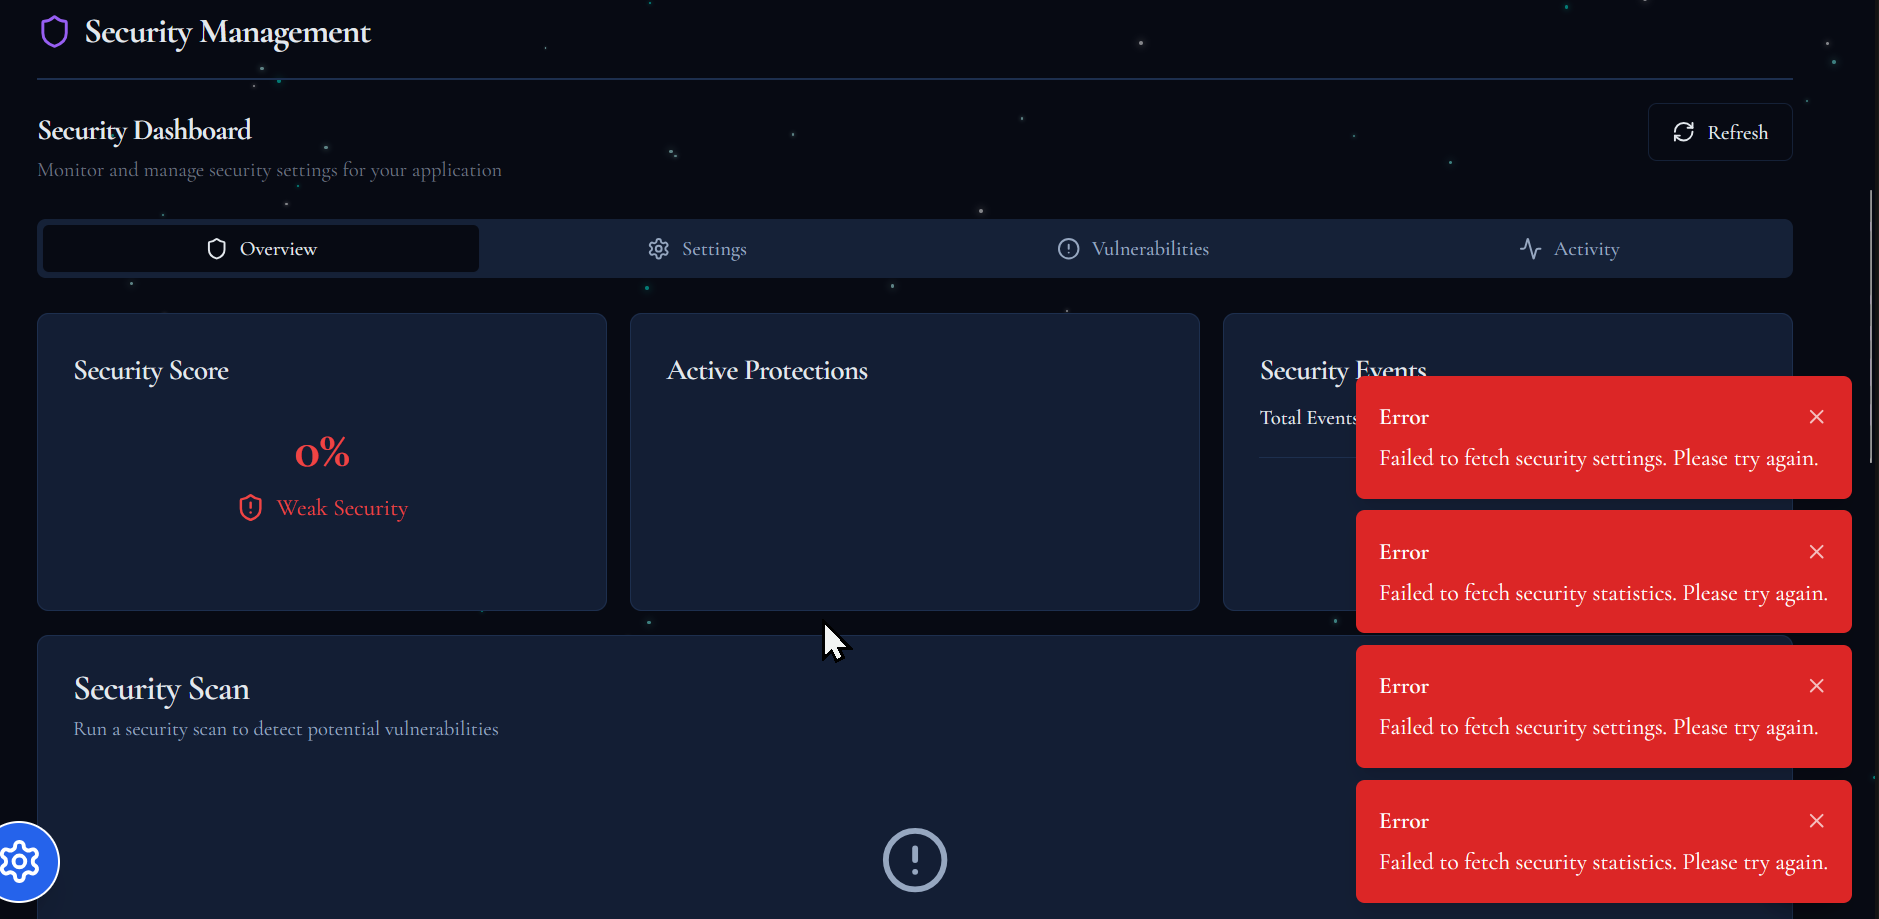 Security Management
Security Dashboard
Monitor and manage security settings for your application
Refresh
Overview
Settings
Vulnerabilities
Activity
Security Score
0%
Weak Security
Active Protections
Security Events
Total Events
Security Scan
Run a security scan to detect potential vulnerabilities
Error
Failed to fetch security settings. Please try again.
Error
Failed to fetch security statistics. Please try again.
Error
Failed to fetch security settings. Please try again.
Error
Failed to fetch security statistics. Please try again.